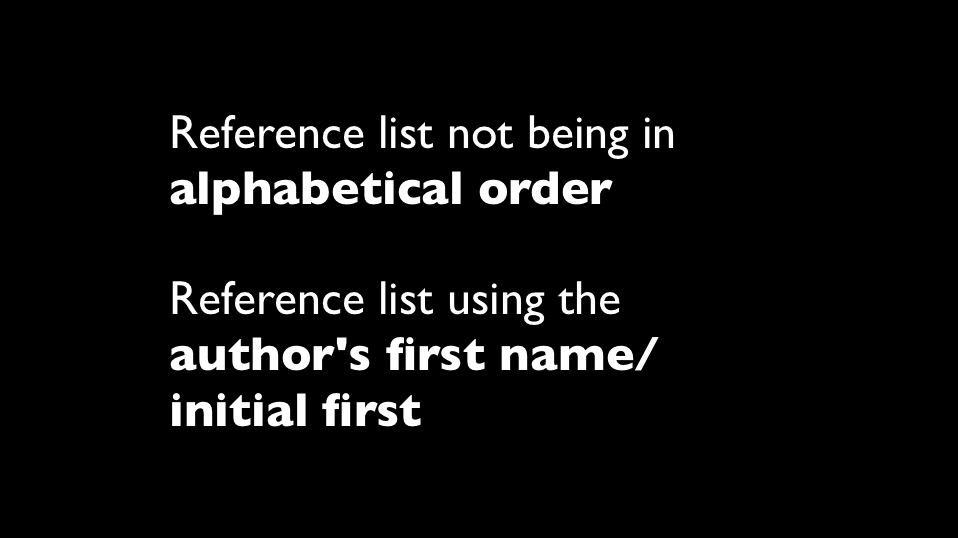 Reference list not being in
alphabetical order
Reference list using the
author's first name/
initial first